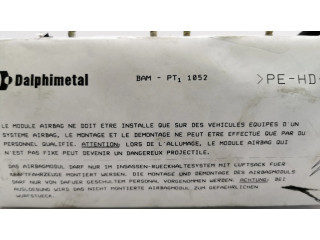 Dalphimetal
BAM - PT1 1052
>PE-HD
LE MODULE AIRBAG NE DOIT ETRE INSTALLE QUE SUR DES VEHICULES EQUIPES D'UN
SYSTEME AIRBAG, LE MONTAGE ET LE DEMONTAGE NE PEUT ETRE EFFECTUE QUE PAR DU
PERSONNEL QUALIFIE. ATTENTION: LORS DE L'ALLUMAGE, LE MODULE AIRBAG QUI
N'EST PAS FIXE PEUT DEVENIR UN DANGEREUX PROJECTILE.
DAS AIRBAGMODUL DARF NUR IM INSASSEN-RUECKHALTESYSTEM MIT LUFTSACK FUER
KRAFTFAHRZEUGE MONTIERT WERDEN. DIE MONTAGE UND DEMONTAGE DES AIRBAGMODULS
DARF NUR VON DAFUER GESCHULTEM PERSONAL VORGENOMMEN WERDEN. ACHTUNG: BEI
AUSLOESUNG WIRD DAS NICHT MONTIERTE AIRBAGMODUL ZUM GEFAEHRLICHEN
WURFSTUECK.